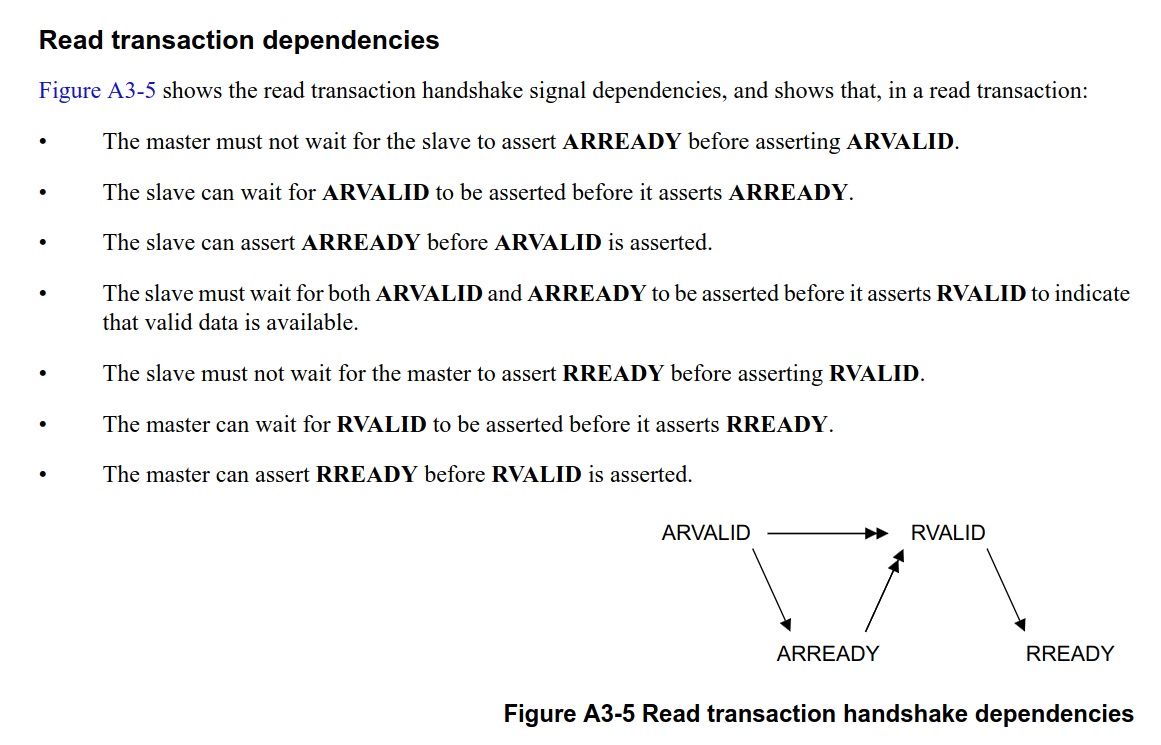 Read transaction dependencies
Figure A3-5 shows the read transaction handshake signal dependencies, and shows that, in a read transaction:
• The master must not wait for the slave to assert ARREADY before asserting ARVALID.
• The slave can wait for ARVALID to be asserted before it asserts ARREADY.
• The slave can assert ARREADY before ARVALID is asserted.
• The slave must wait for both ARVALID and ARREADY to be asserted before it asserts RVALID to indicate
that valid data is available.
• The slave must not wait for the master to assert RREADY before asserting RVALID.
• The master can wait for RVALID to be asserted before it asserts RREADY.
• The master can assert RREADY before RVALID is asserted.
ARVALID RVALID
ARREADY RREADY
Figure A3-5 Read transaction handshake dependencies